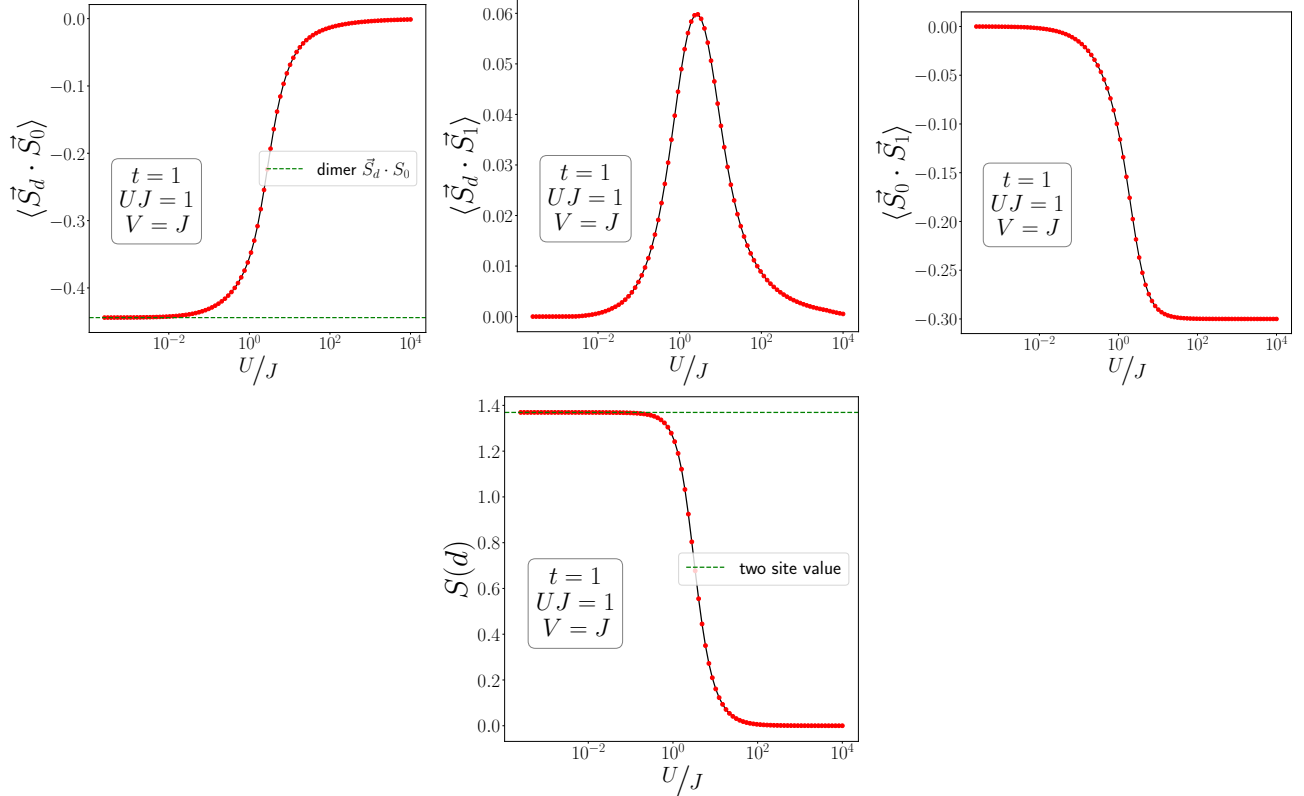 ⟨S⃗_d · S⃗_0⟩
−0.1
−0.2
−0.3
−0.4
t = 1
UJ = 1
V = J
dimer S⃗_d · S_0
10^−2
10^0
10^2
10^4
U/J
⟨S⃗_d · S⃗_1⟩
0.06
0.05
0.04
0.03
0.02
0.01
0.00
t = 1
UJ = 1
V = J
10^−2
10^0
10^2
10^4
U/J
⟨S⃗_0 · S⃗_1⟩
0.00
−0.05
−0.10
−0.15
−0.20
−0.25
−0.30
t = 1
UJ = 1
V = J
10^−2
10^0
10^2
10^4
U/J
S(d)
1.4
1.2
1.0
0.8
0.6
0.4
0.2
0.0
t = 1
UJ = 1
V = J
two site value
10^−2
10^0
10^2
10^4
U/J